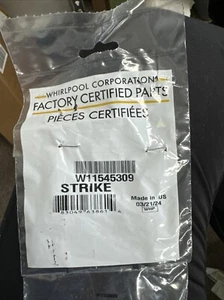 WHIRLPOOL CORPORATION
FACTORY CERTIFIED PARTS
PIÈCES CERTIFIÉES
W11545309
STRIKE
Made in US
03/21/24